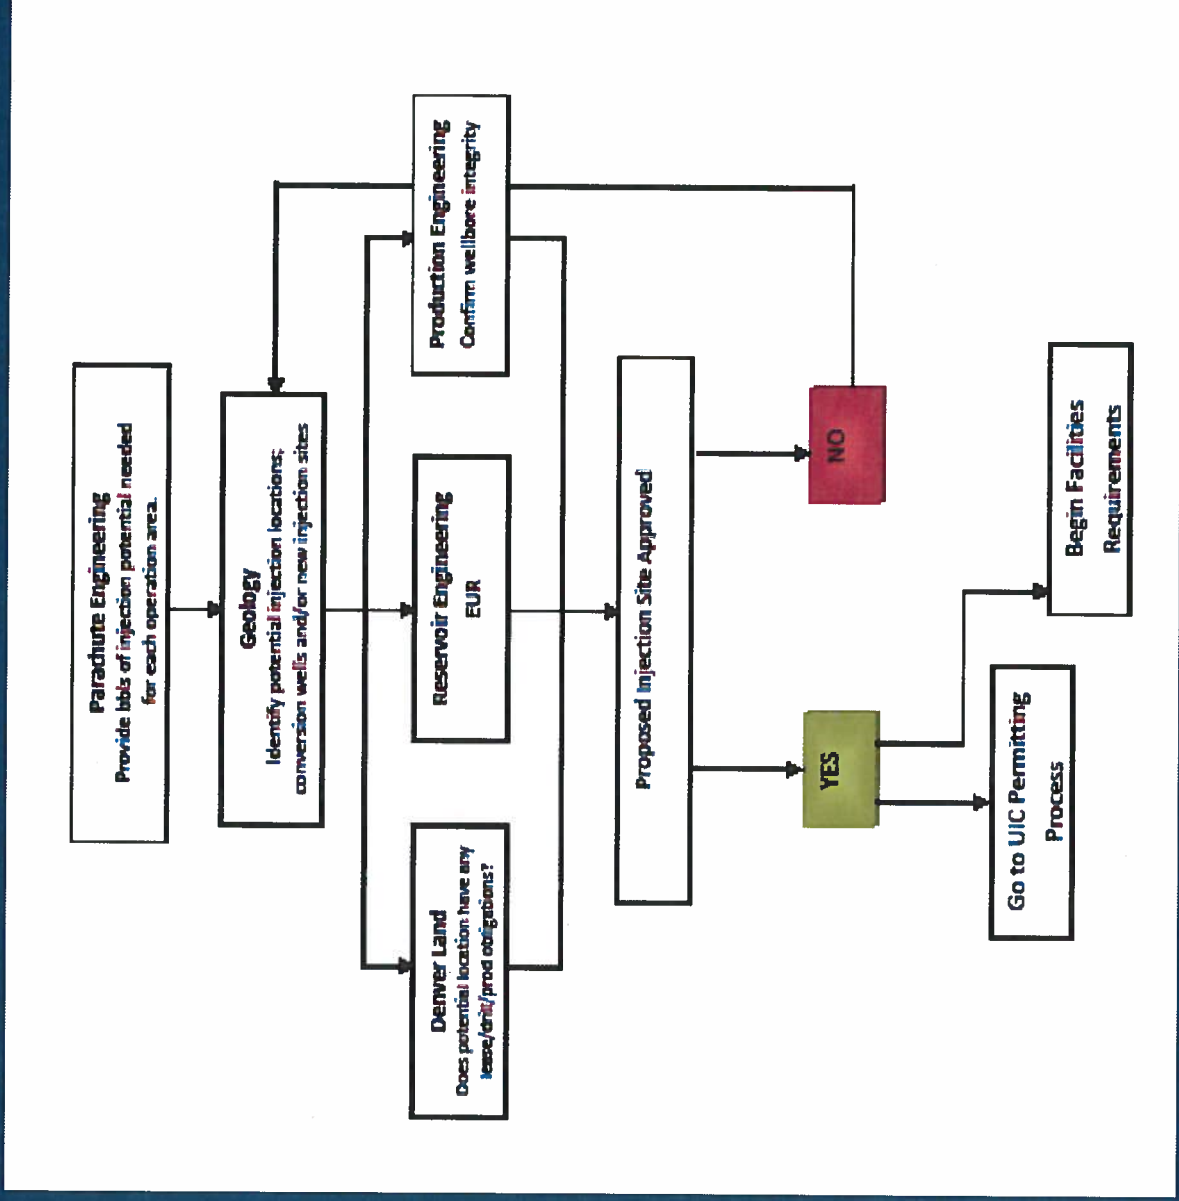 Parachute Engineering
Provide bbls of injection potential needed
for each operation area.
Geology
Identify potential injection locations;
conversion wells and/or new injection sites
Denver Land
Does potential location have any
lease/drill/prod obligations?
Reservoir Engineering
EUR
Production Engineering
Confirm wellbore integrity
Proposed Injection Site Approved
YES
NO
Go to UIC Permitting
Process
Begin Facilities
Requirements